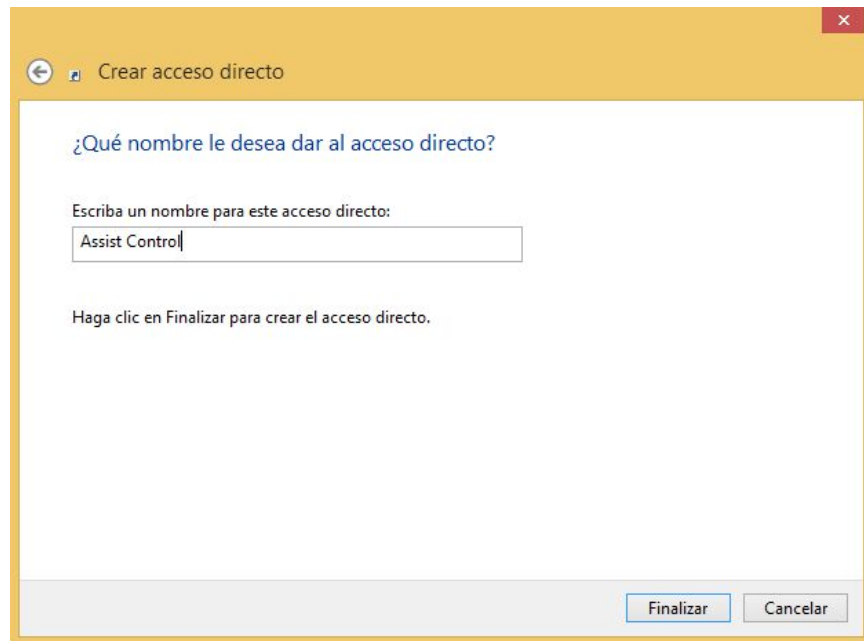 Crear acceso directo
¿Qué nombre le desea dar al acceso directo?
Escriba un nombre para este acceso directo:
Assist Control
Haga clic en Finalizar para crear el acceso directo.
Finalizar Cancelar